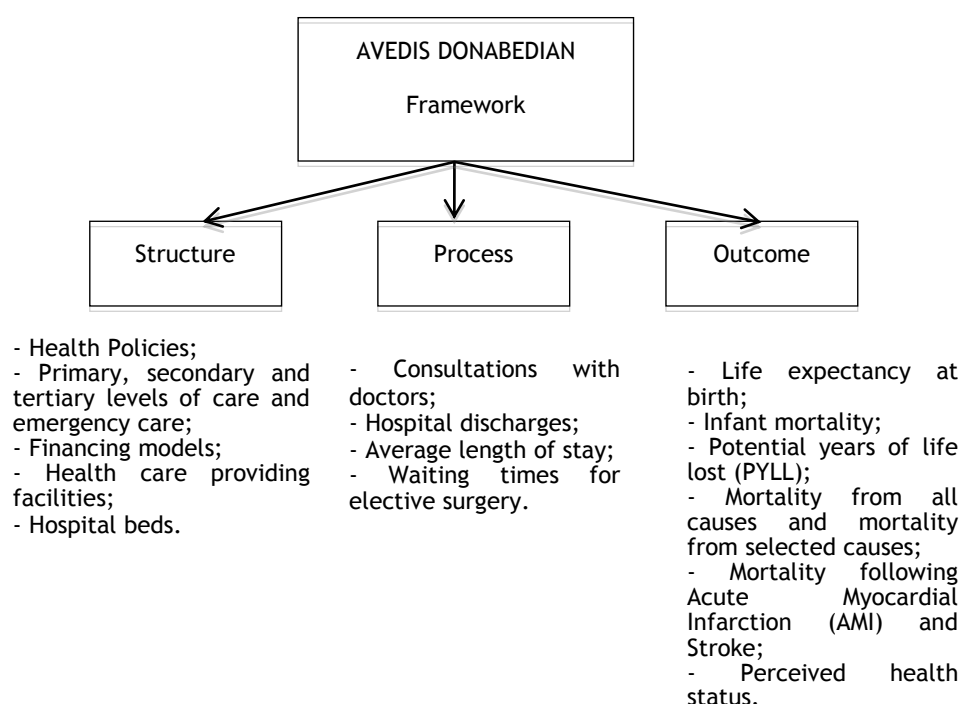 AVEDIS DONABEDIAN
Framework
Structure
Process
Outcome
- Health Policies;
- Primary, secondary and
tertiary levels of care and
emergency care;
- Financing models;
- Health care providing
facilities;
- Hospital beds.
- Consultations with
doctors;
- Hospital discharges;
- Average length of stay;
- Waiting times for
elective surgery.
- Life expectancy at
birth;
- Infant mortality;
- Potential years of life
lost (PYLL);
- Mortality from all
causes and mortality
from selected causes;
- Mortality following
Acute Myocardial
Infarction (AMI) and
Stroke;
- Perceived health
status.